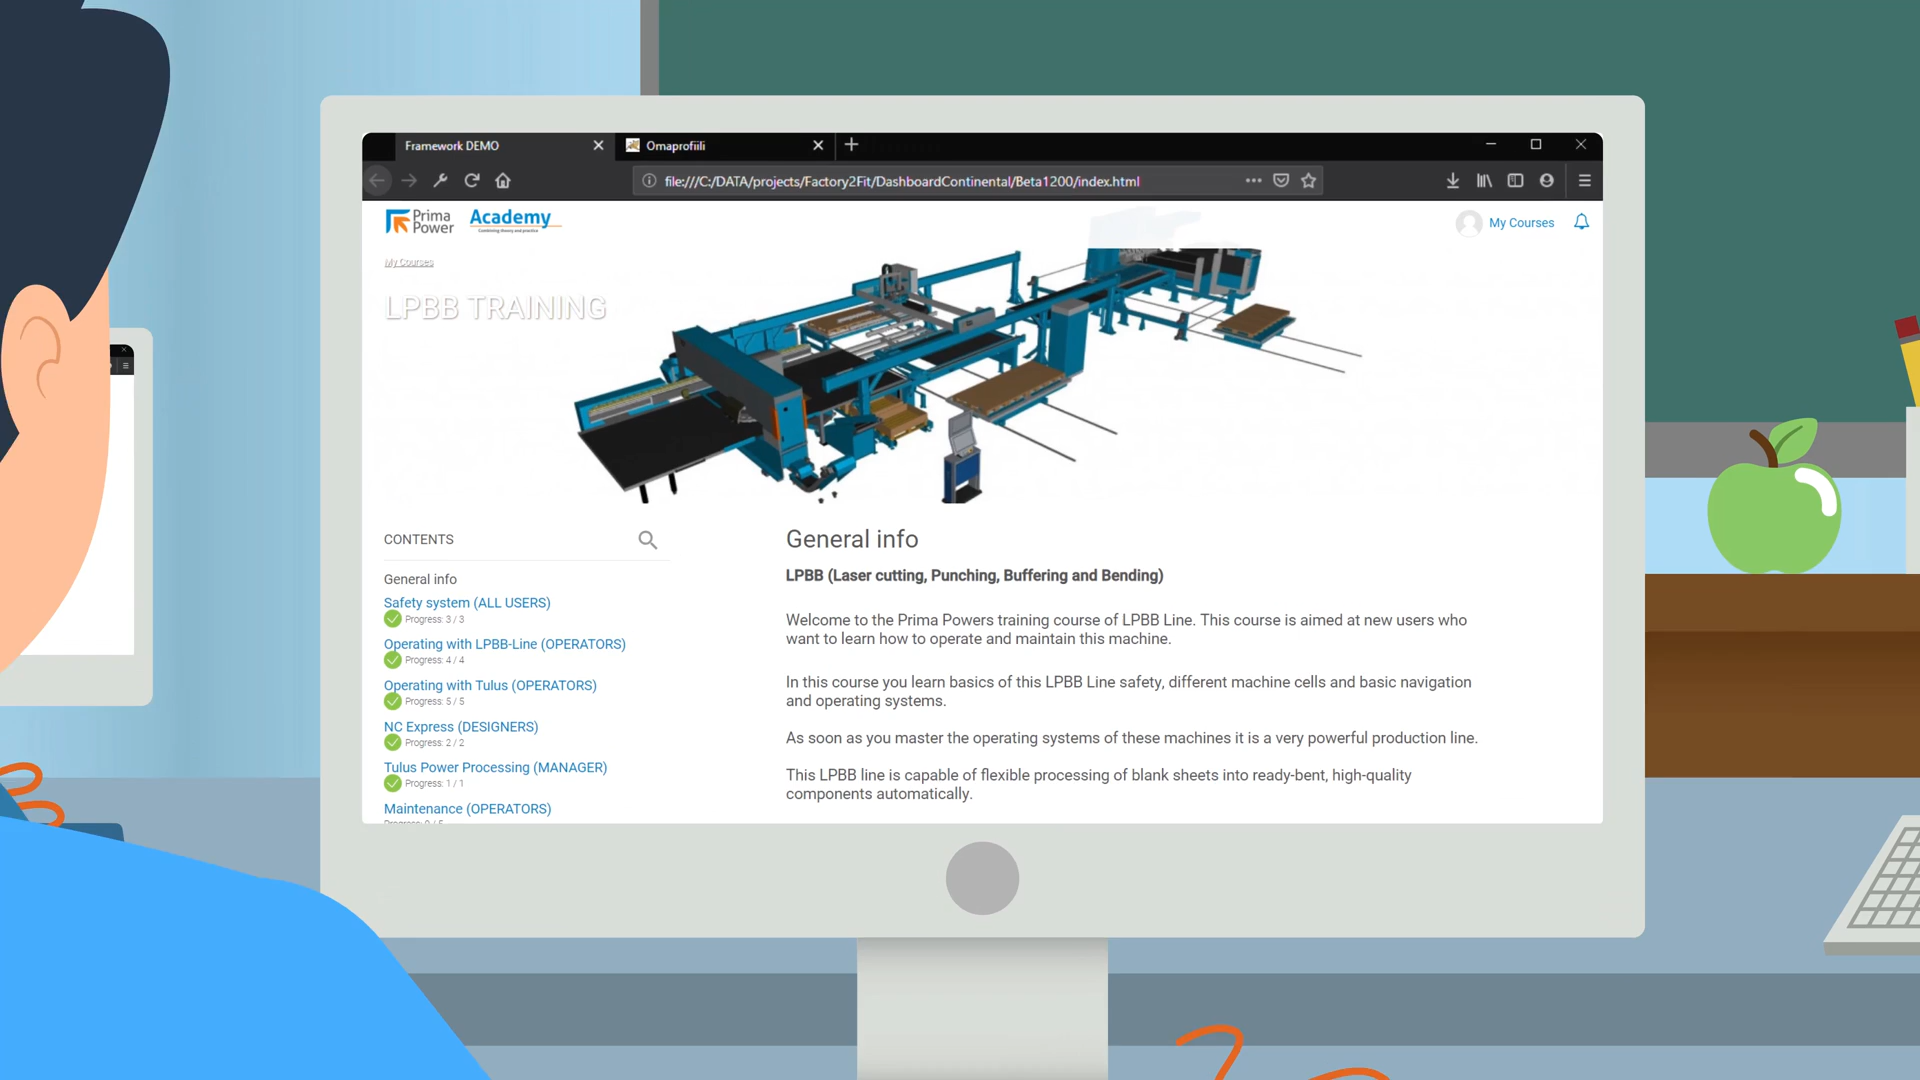 Framework DEMO
Omaprofiili
file:///C:/DATA/projects/Factory2Fit/DashboardContinental/Beta1200/index.html
Prima
Power
Academy
Combining theory and practice
My Courses
My Courses
LPBB TRAINING
CONTENTS
General info
Safety system (ALL USERS)
Progress: 3 / 3
Operating with LPBB-Line (OPERATORS)
Progress: 4 / 4
Operating with Tulus (OPERATORS)
Progress: 5 / 5
NC Express (DESIGNERS)
Progress: 2 / 2
Tulus Power Processing (MANAGER)
Progress: 1 / 1
Maintenance (OPERATORS)
General info
LPBB (Laser cutting, Punching, Buffering and Bending)
Welcome to the Prima Powers training course of LPBB Line. This course is aimed at new users who
want to learn how to operate and maintain this machine.
In this course you learn basics of this LPBB Line safety, different machine cells and basic navigation
and operating systems.
As soon as you master the operating systems of these machines it is a very powerful production line.
This LPBB line is capable of flexible processing of blank sheets into ready-bent, high-quality
components automatically.